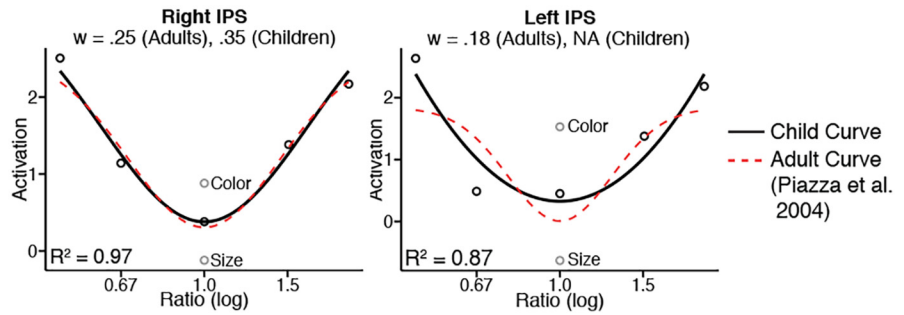 Right IPS
w = .25 (Adults), .35 (Children)
Activation
2
1
0
Color
Size
R² = 0.97
0.67
1.0
1.5
Ratio (log)
Left IPS
w = .18 (Adults), NA (Children)
Activation
2
1
0
Color
Size
R² = 0.87
0.67
1.0
1.5
Ratio (log)
Child Curve
Adult Curve
(Piazza et al.
2004)